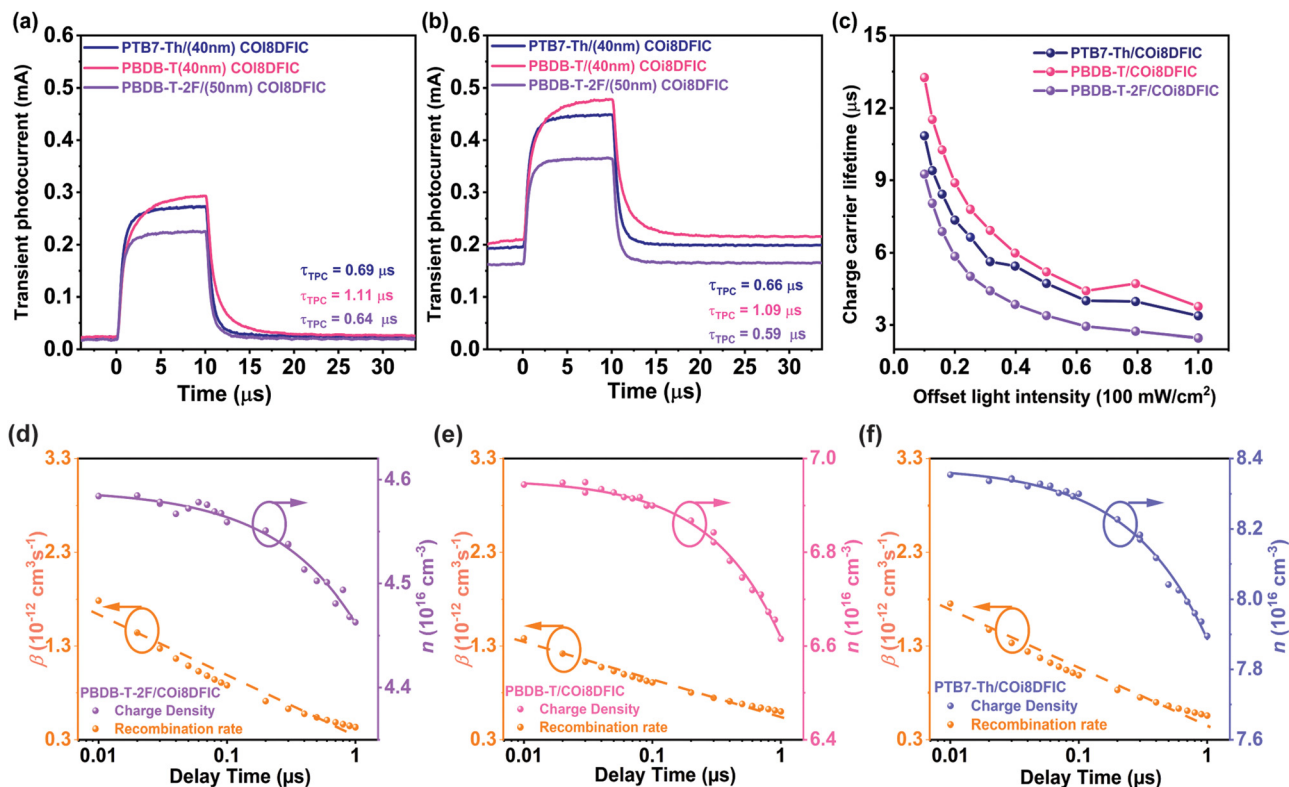 (a)
0.6
0.5
0.4
0.3
0.2
0.1
0.0
Transient photocurrent (mA)
PTB7-Th/(40nm) COI8DFIC
PBDB-T(40nm) COI8DFIC
PBDB-T-2F/(50nm) COI8DFIC
τTPC = 0.69 μs
τTPC = 1.11 μs
τTPC = 0.64 μs
0 5 10 15 20 25 30
Time (μs)
(b)
0.6
0.5
0.4
0.3
0.2
0.1
0.0
Transient photocurrent (mA)
PTB7-Th/(40nm) COi8DFIC
PBDB-T/(40nm) COi8DFIC
PBDB-T-2F/(50nm) COi8DFIC
τTPC = 0.66 μs
τTPC = 1.09 μs
τTPC = 0.59 μs
0 5 10 15 20 25 30
Time (μs)
(c)
15
12
9
6
3
Charge carrier lifetime (μs)
PTB7-Th/COi8DFIC
PBDB-T/COi8DFIC
PBDB-T-2F/COi8DFIC
0.0 0.2 0.4 0.6 0.8 1.0
Offset light intensity (100 mW/cm²)
(d)
3.3
2.3
1.3
0.3
β (10⁻¹² cm³s⁻¹)
4.6
4.5
4.4
n (10¹⁶ cm⁻³)
PBDB-T-2F/COi8DFIC
Charge Density
Recombination rate
0.01 0.1 1
Delay Time (μs)
(e)
3.3
2.3
1.3
0.3
β (10⁻¹² cm³s⁻¹)
7.0
6.8
6.6
6.4
n (10¹⁶ cm⁻³)
PBDB-T/COi8DFIC
Charge Density
Recombination rate
0.01 0.1 1
Delay Time (μs)
(f)
3.3
2.3
1.3
0.3
β (10⁻¹² cm³s⁻¹)
8.4
8.2
8.0
7.8
7.6
n (10¹⁶ cm⁻³)
PTB7-Th/COi8DFIC
Charge Density
Recombination rate
0.01 0.1 1
Delay Time (μs)